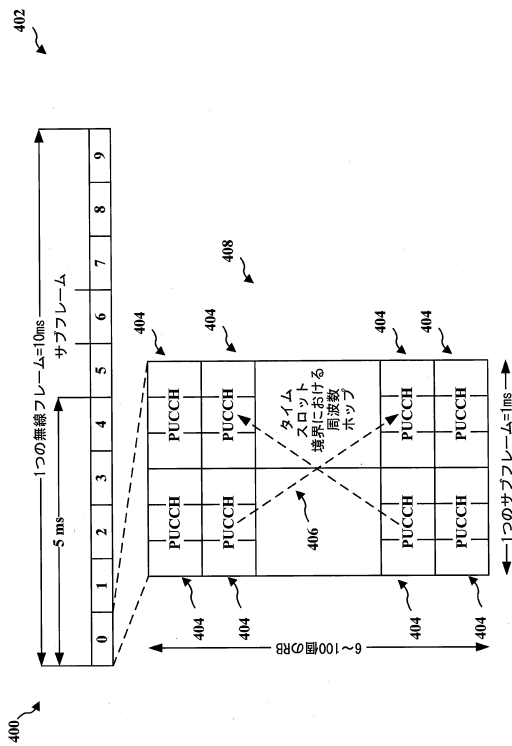 400
402
1つの無線フレーム=10ms
5 ms
サブフレーム
0 1 2 3 4 5 6 7 8 9
408
404
404
404
404
PUCCH PUCCH
PUCCH PUCCH
タイム
スロット
境界における
周波数
ホップ
406
PUCCH PUCCH
PUCCH PUCCH
404
404
404
404
6~100個のRB
1つのサブフレーム=1ms